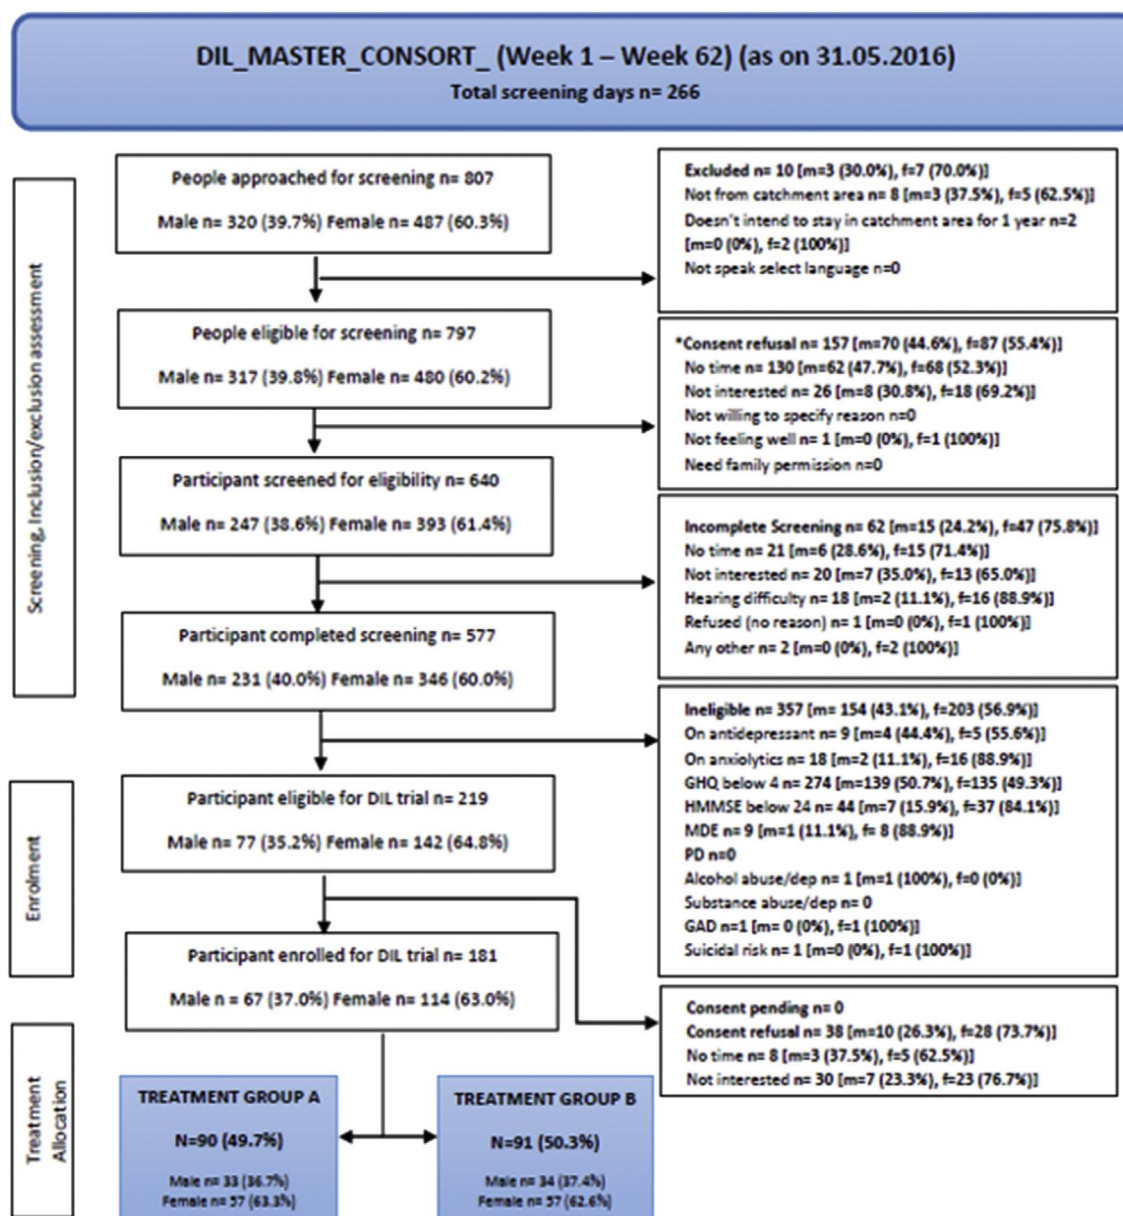 DIL_MASTER_CONSORT_ (Week 1 – Week 62) (as on 31.05.2016)
Total screening days n= 266
Screening, Inclusion/exclusion assessment
People approached for screening n= 807
Male n= 320 (39.7%) Female n= 487 (60.3%)
Excluded n= 10 [m=3 (30.0%), f=7 (70.0%)]
Not from catchment area n= 8 [m=3 (37.5%), f=5 (62.5%)]
Doesn't intend to stay in catchment area for 1 year n=2
[m=0 (0%), f=2 (100%)]
Not speak select language n=0
People eligible for screening n= 797
Male n= 317 (39.8%) Female n= 480 (60.2%)
*Consent refusal n= 157 [m=70 (44.6%), f=87 (55.4%)]
No time n= 130 [m=62 (47.7%), f=68 (52.3%)]
Not interested n= 26 [m=8 (30.8%), f=18 (69.2%)]
Not willing to specify reason n=0
Not feeling well n= 1 [m=0 (0%), f=1 (100%)]
Need family permission n=0
Participant screened for eligibility n= 640
Male n= 247 (38.6%) Female n= 393 (61.4%)
Incomplete Screening n= 62 [m=15 (24.2%), f=47 (75.8%)]
No time n= 21 [m=6 (28.6%), f=15 (71.4%)]
Not interested n= 20 [m=7 (35.0%), f=13 (65.0%)]
Hearing difficulty n= 18 [m=2 (11.1%), f=16 (88.9%)]
Refused (no reason) n= 1 [m=0 (0%), f=1 (100%)]
Any other n= 2 [m=0 (0%), f=2 (100%)]
Participant completed screening n= 577
Male n= 231 (40.0%) Female n= 346 (60.0%)
Ineligible n= 357 [m= 154 (43.1%), f=203 (56.9%)]
On antidepressant n= 9 [m=4 (44.4%), f=5 (55.6%)]
On anxiolytics n= 18 [m=2 (11.1%), f=16 (88.9%)]
GHQ below 4 n= 274 [m=139 (50.7%), f=135 (49.3%)]
HMMSE below 24 n= 44 [m=7 (15.9%), f=37 (84.1%)]
MDE n= 9 [m=1 (11.1%), f= 8 (88.9%)]
PD n=0
Alcohol abuse/dep n= 1 [m=1 (100%), f=0 (0%)]
Substance abuse/dep n= 0
GAD n=1 [m= 0 (0%), f=1 (100%)]
Suicidal risk n= 1 [m=0 (0%), f=1 (100%)]
Enrolment
Participant eligible for DIL trial n= 219
Male n= 77 (35.2%) Female n= 142 (64.8%)
Participant enrolled for DIL trial n= 181
Male n = 67 (37.0%) Female n= 114 (63.0%)
Consent pending n= 0
Consent refusal n= 38 [m=10 (26.3%), f=28 (73.7%)]
No time n= 8 [m=3 (37.5%), f=5 (62.5%)]
Not interested n= 30 [m=7 (23.3%), f=23 (76.7%)]
Treatment
Allocation
TREATMENT GROUP A
N=90 (49.7%)
Male n= 33 (36.7%)
Female n= 57 (63.3%)
TREATMENT GROUP B
N=91 (50.3%)
Male n= 34 (37.4%)
Female n= 57 (62.6%)